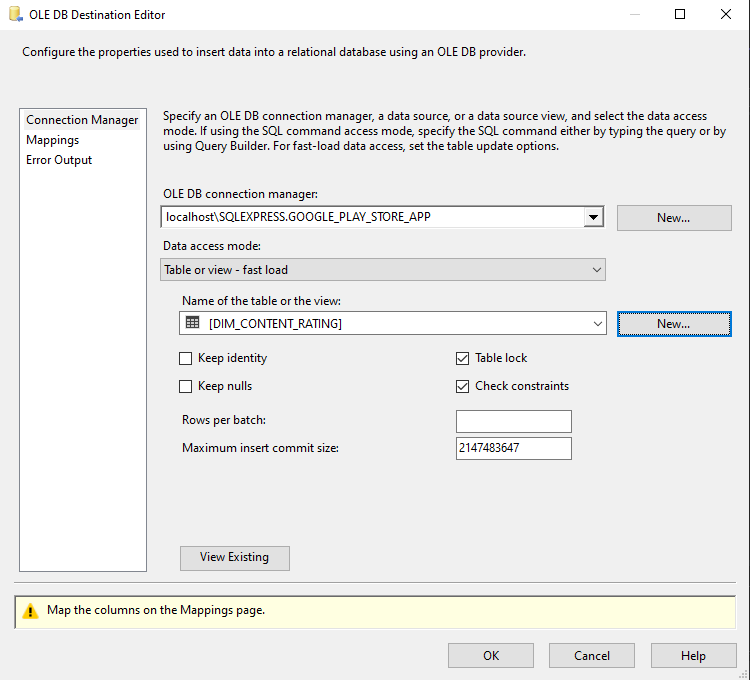 OLE DB Destination Editor
Configure the properties used to insert data into a relational database using an OLE DB provider.
Connection Manager
Mappings
Error Output
Specify an OLE DB connection manager, a data source, or a data source view, and select the data access
mode. If using the SQL command access mode, specify the SQL command either by typing the query or by
using Query Builder. For fast-load data access, set the table update options.
OLE DB connection manager:
localhost\SQLEXPRESS.GOOGLE_PLAY_STORE_APP
New...
Data access mode:
Table or view - fast load
Name of the table or the view:
[DIM_CONTENT_RATING]
New...
Keep identity
Table lock
Keep nulls
Check constraints
Rows per batch:
Maximum insert commit size:
2147483647
View Existing
Map the columns on the Mappings page.
OK
Cancel
Help